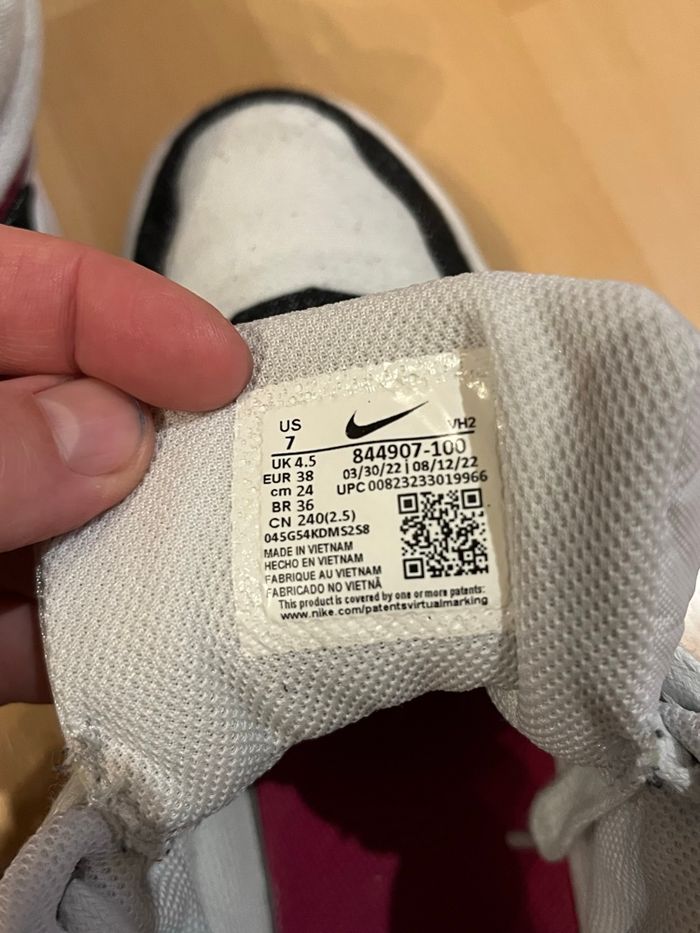 US
7
VH2
844907-100
UK 4.5
03/30/22 | 08/12/22
EUR 38
UPC 00823233019966
cm 24
BR 36
CN 240(2.5)
045G54KDMS2S8
MADE IN VIETNAM
HECHO EN VIETNAM
FABRIQUE AU VIETNAM
FABRICADO NO VIETNÃ
This product is covered by one or more patents:
www.nike.com/patentsvirtualmarking